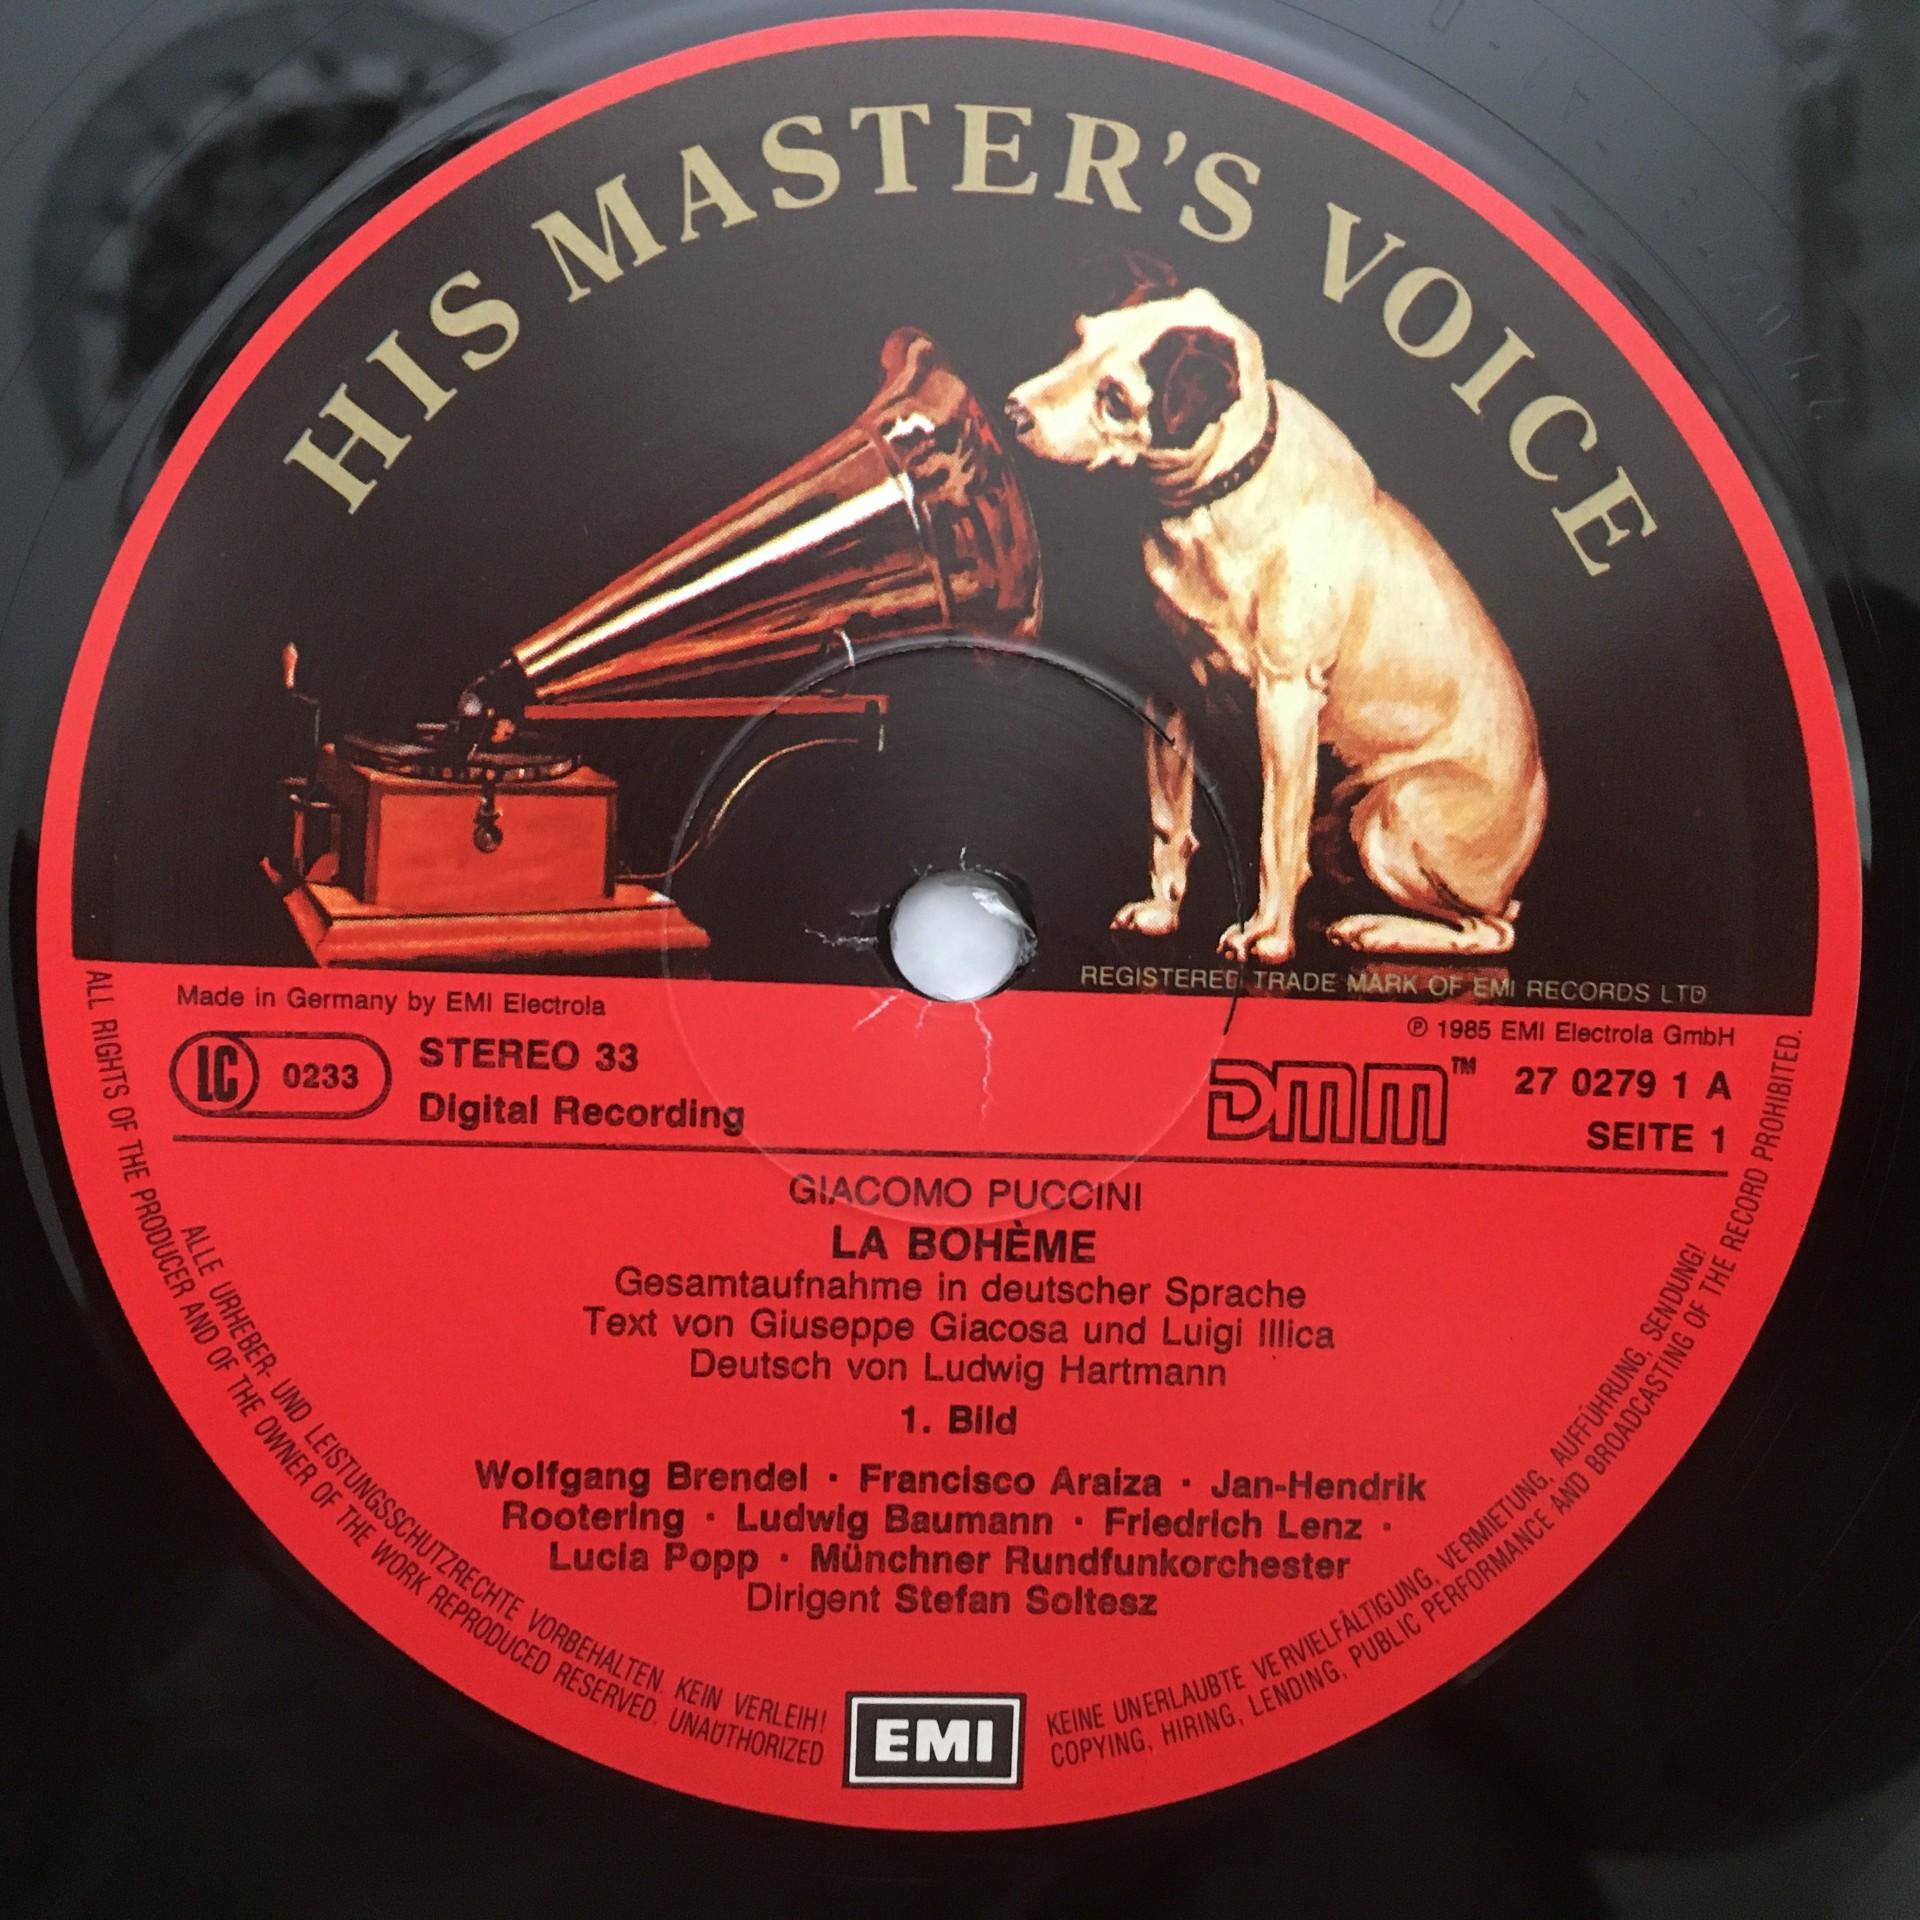 HIS MASTER'S VOICE
REGISTERED TRADE MARK OF EMI RECORDS LTD
Made in Germany by EMI Electrola
℗ 1985 EMI Electrola GmbH
LC 0233
STEREO 33
Digital Recording
DMM™
27 0279 1 A
SEITE 1
GIACOMO PUCCINI
LA BOHÈME
Gesamtaufnahme in deutscher Sprache
Text von Giuseppe Giacosa und Luigi Illica
Deutsch von Ludwig Hartmann
1. Bild
Wolfgang Brendel · Francisco Araiza · Jan-Hendrik
Rootering · Ludwig Baumann · Friedrich Lenz ·
Lucia Popp · Münchner Rundfunkorchester
Dirigent Stefan Soltesz
ALLE URHEBER- UND LEISTUNGSSCHUTZRECHTE VORBEHALTEN. KEIN VERLEIH!
KEINE UNERLAUBTE VERVIELFÄLTIGUNG, VERMIETUNG, AUFFÜHRUNG, SENDUNG!
ALL RIGHTS OF THE PRODUCER AND OF THE OWNER OF THE WORK REPRODUCED RESERVED. UNAUTHORIZED
COPYING, HIRING, LENDING, PUBLIC PERFORMANCE AND BROADCASTING OF THE RECORD PROHIBITED.
EMI